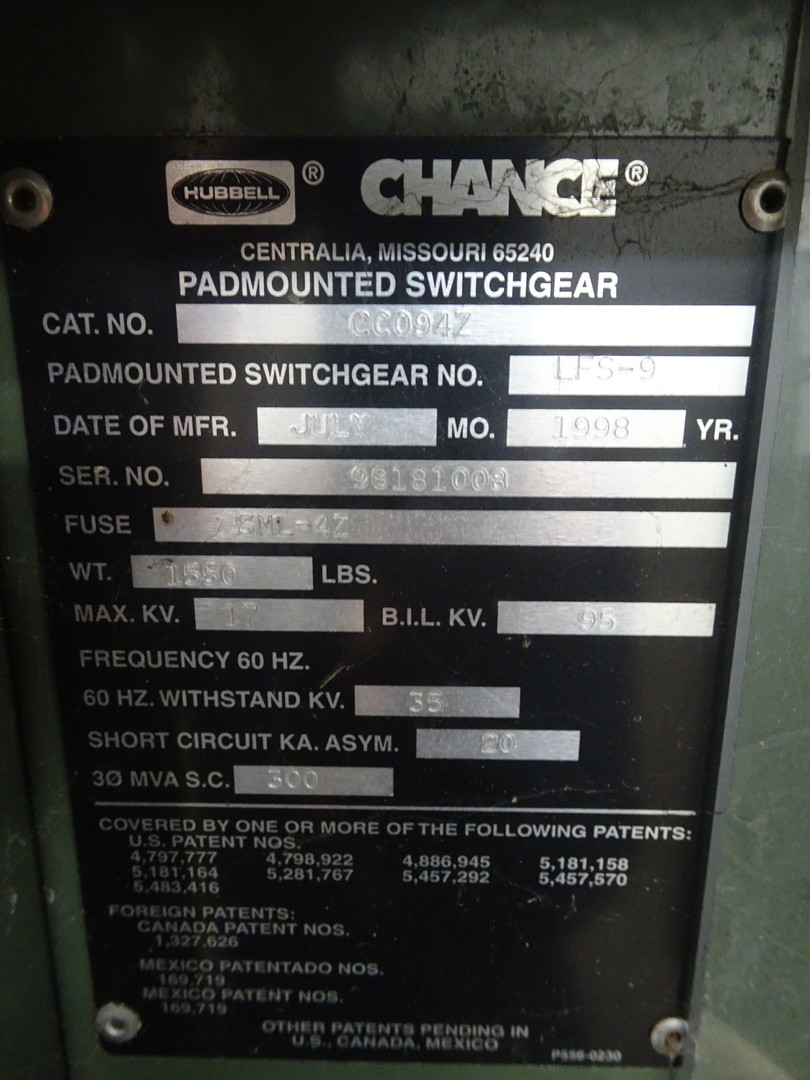 HUBBELL ® CHANCE ®
CENTRALIA, MISSOURI 65240
PADMOUNTED SWITCHGEAR
CAT. NO. CC094Z
PADMOUNTED SWITCHGEAR NO. LFS-9
DATE OF MFR. JULY MO. 1998 YR.
SER. NO. 98181008
FUSE SML-4Z
WT. 1550 LBS.
MAX. KV. 17 B.I.L. KV. 95
FREQUENCY 60 HZ.
60 HZ. WITHSTAND KV. 35
SHORT CIRCUIT KA. ASYM. 20
3Ø MVA S.C. 300
COVERED BY ONE OR MORE OF THE FOLLOWING PATENTS:
U.S. PATENT NOS.
4,797,777 4,798,922 4,886,945 5,181,158
5,181,164 5,281,767 5,457,292 5,457,570
5,483,416
FOREIGN PATENTS:
CANADA PATENT NOS.
1,327,626
MEXICO PATENTADO NOS.
169,719
MEXICO PATENT NOS.
169,719
OTHER PATENTS PENDING IN
U.S., CANADA, MEXICO
P558-0230